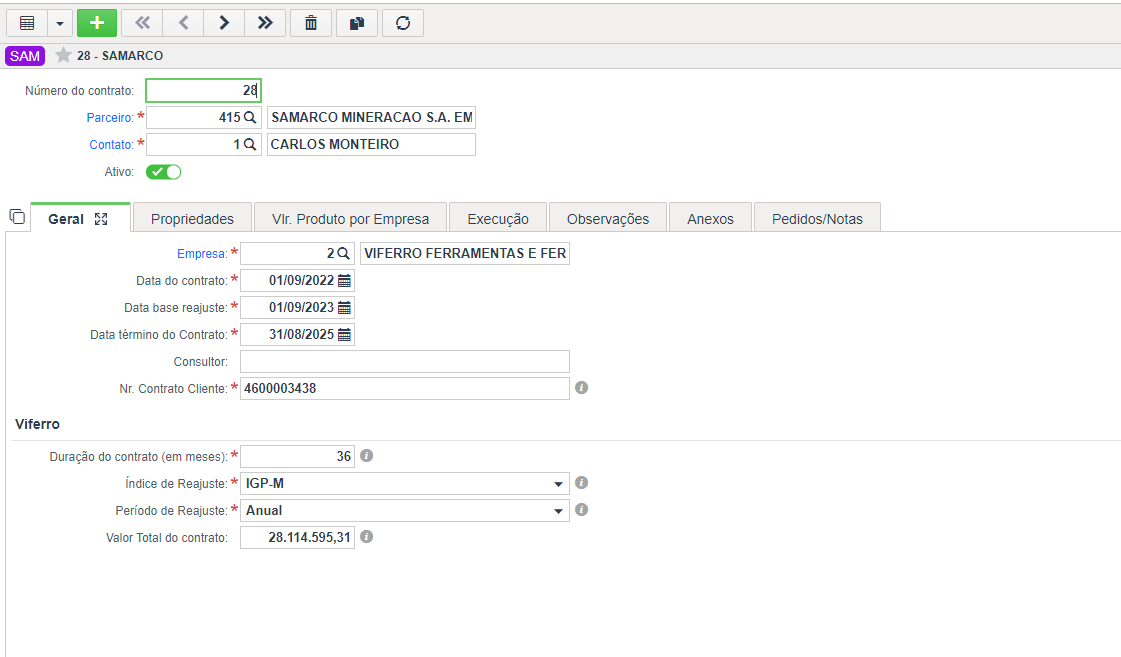 SAM 28 - SAMARCO
Número do contrato: 28
Parceiro: * 415 SAMARCO MINERACAO S.A. EM
Contato: * 1 CARLOS MONTEIRO
Ativo:
Geral Propriedades Vlr. Produto por Empresa Execução Observações Anexos Pedidos/Notas
Empresa: * 2 VIFERRO FERRAMENTAS E FER
Data do contrato: * 01/09/2022
Data base reajuste: * 01/09/2023
Data término do Contrato: * 31/08/2025
Consultor:
Nr. Contrato Cliente: * 4600003438
Viferro
Duração do contrato (em meses): * 36
Índice de Reajuste: * IGP-M
Período de Reajuste: * Anual
Valor Total do contrato: 28.114.595,31